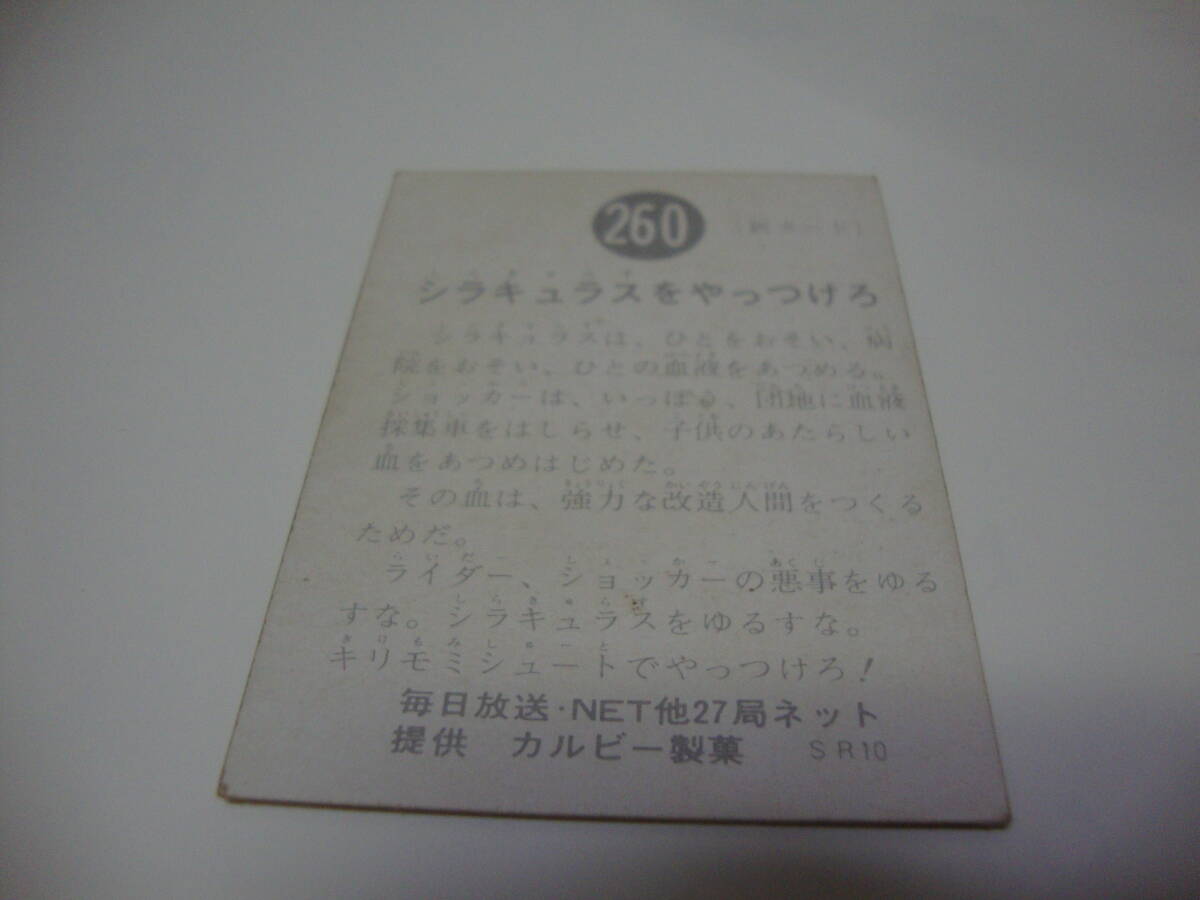 260
シラキュラスをやっつけろ
シラキュラスは、ひとをおそい、病
院をおそい、ひとの血液をあつめる。
ショッカーは、いっぽう、団地に血液
採集車をはしらせ、子供のあたらしい
血をあつめはじめた。
その血は、強力な改造人間をつくる
ためだ。
ライダー、ショッカーの悪事をゆる
すな。シラキュラスをゆるすな。
キリモミシュートでやっつけろ！
毎日放送・NET他27局ネット
提供 カルビー製菓 SR10